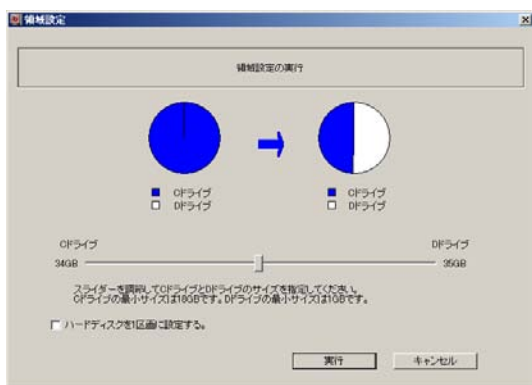 領域設定
領域設定の実行
Cドライブ
Dドライブ
Cドライブ
Dドライブ
Cドライブ
Dドライブ
34GB
35GB
スライダーを調節してCドライブとDドライブのサイズを指定してください。
Cドライブの最小サイズは18GBです。Dドライブの最小サイズは1GBです。
ハードディスクを1区画に設定する。
実行
キャンセル